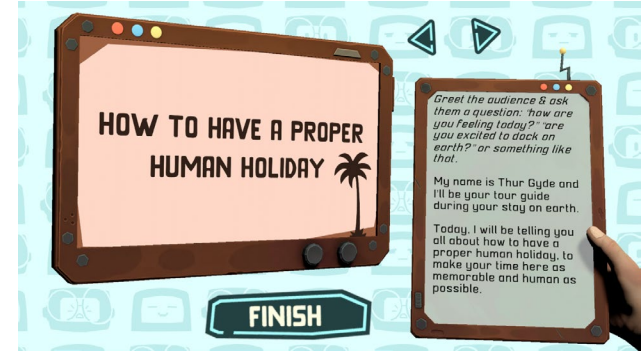 HOW TO HAVE A PROPER
HUMAN HOLIDAY
Greet the audience & ask
them a question: "how are
you feeling today?" "are
you excited to dock on
earth?" or something like
that.
My name is Thur Gyde and
I'll be your tour guide
during your stay on earth.
Today, I will be telling you
all about how to have a
proper human holiday, to
make your time here as
memorable and human as
possible.
FINISH